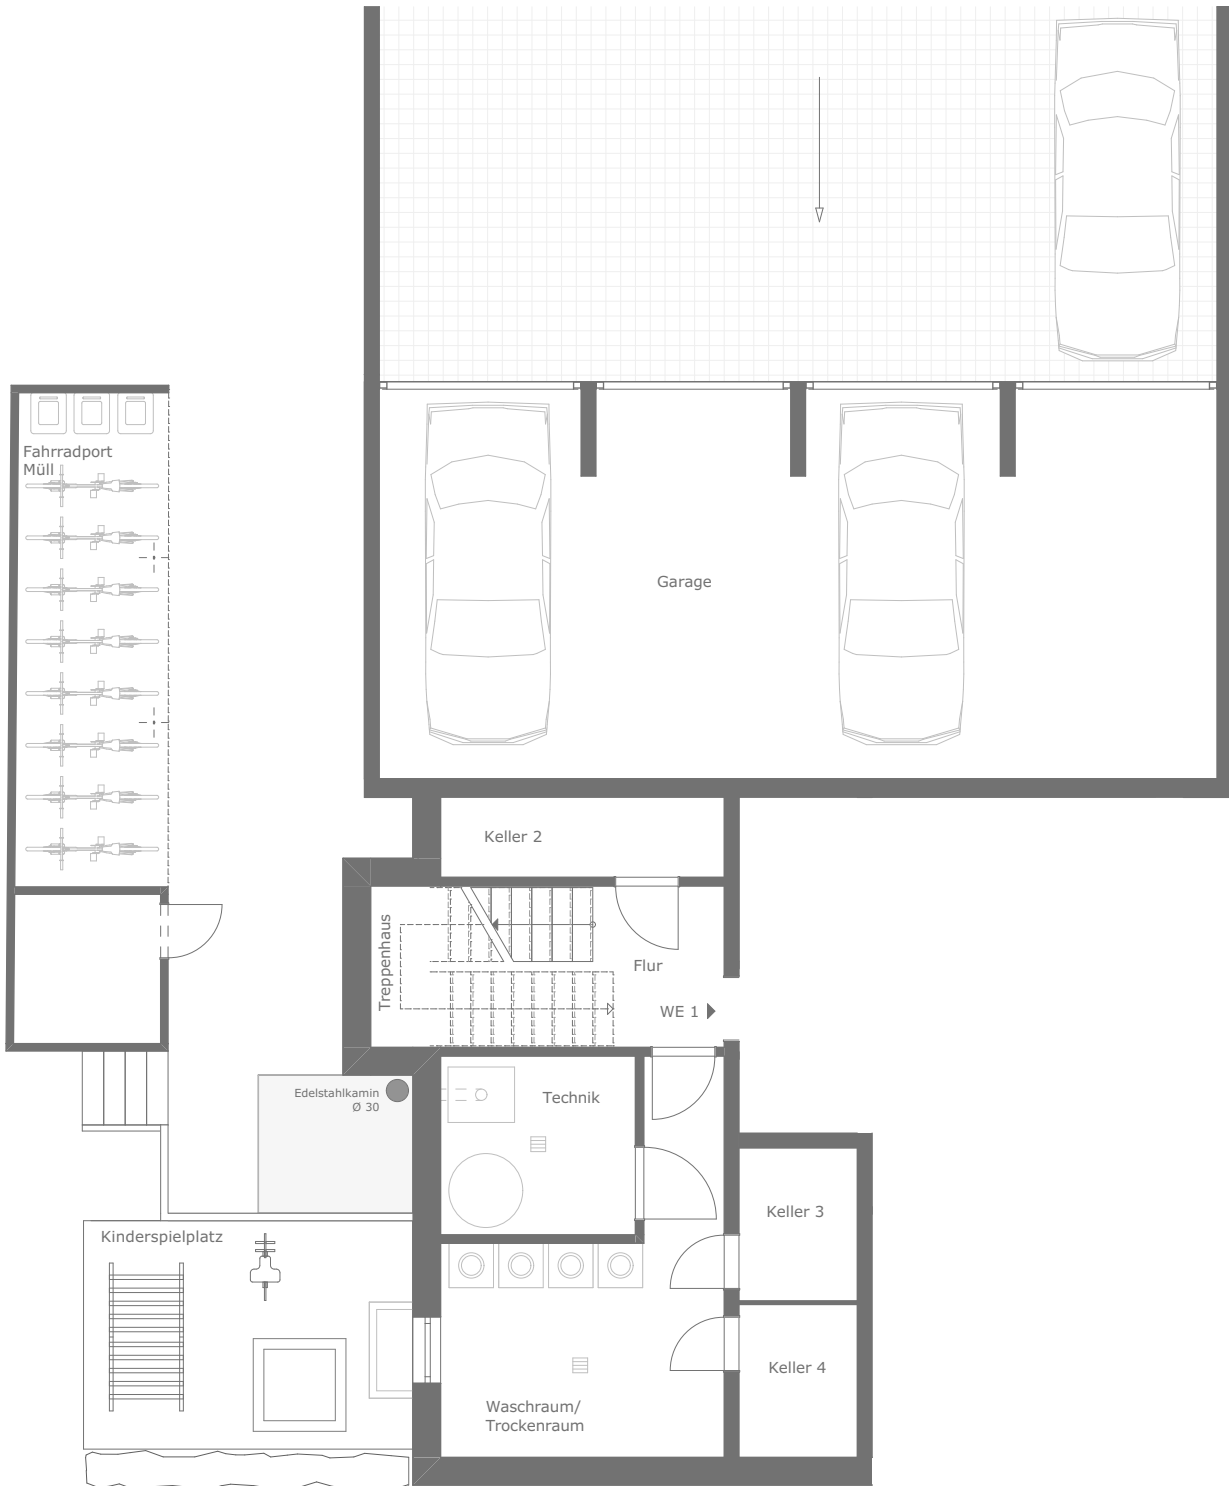 Fahrradport
Müll
Garage
Keller 2
Treppenhaus
Flur
WE 1
Edelstahlkamin
Ø 30
Technik
Keller 3
Kinderspielplatz
Keller 4
Waschraum/
Trockenraum